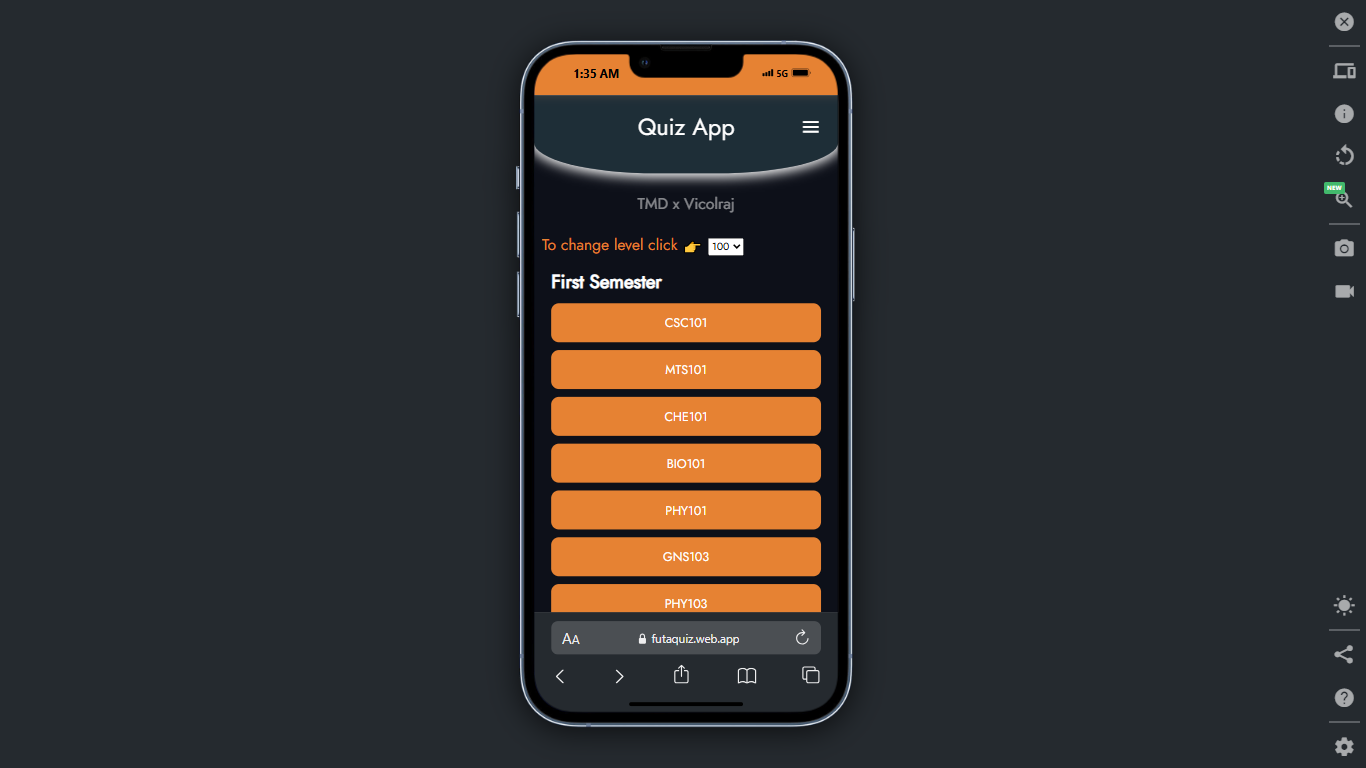 1:35 AM 5G
Quiz App
TMD x Vicolraj
To change level click 👉 100
First Semester
CSC101
MTS101
CHE101
BIO101
PHY101
GNS103
PHY103
AA futaquiz.web.app
NEW